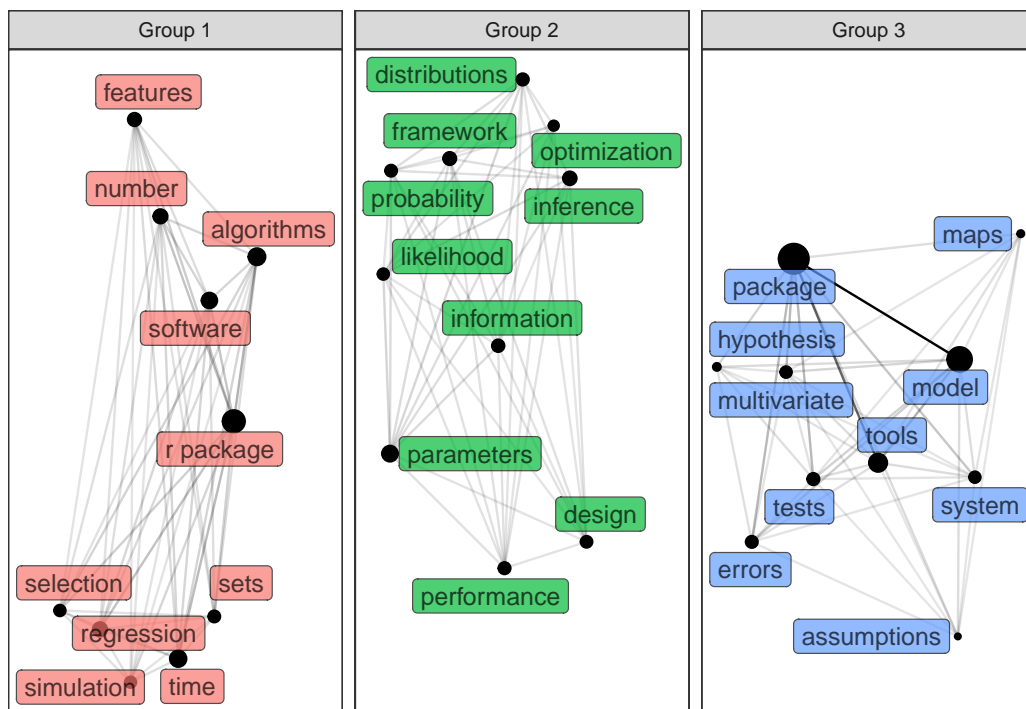 Group 1
features
number
algorithms
software
r package
selection
sets
regression
simulation
time
Group 2
distributions
framework
optimization
probability
inference
likelihood
information
parameters
design
performance
Group 3
maps
package
hypothesis
model
multivariate
tools
tests
system
errors
assumptions